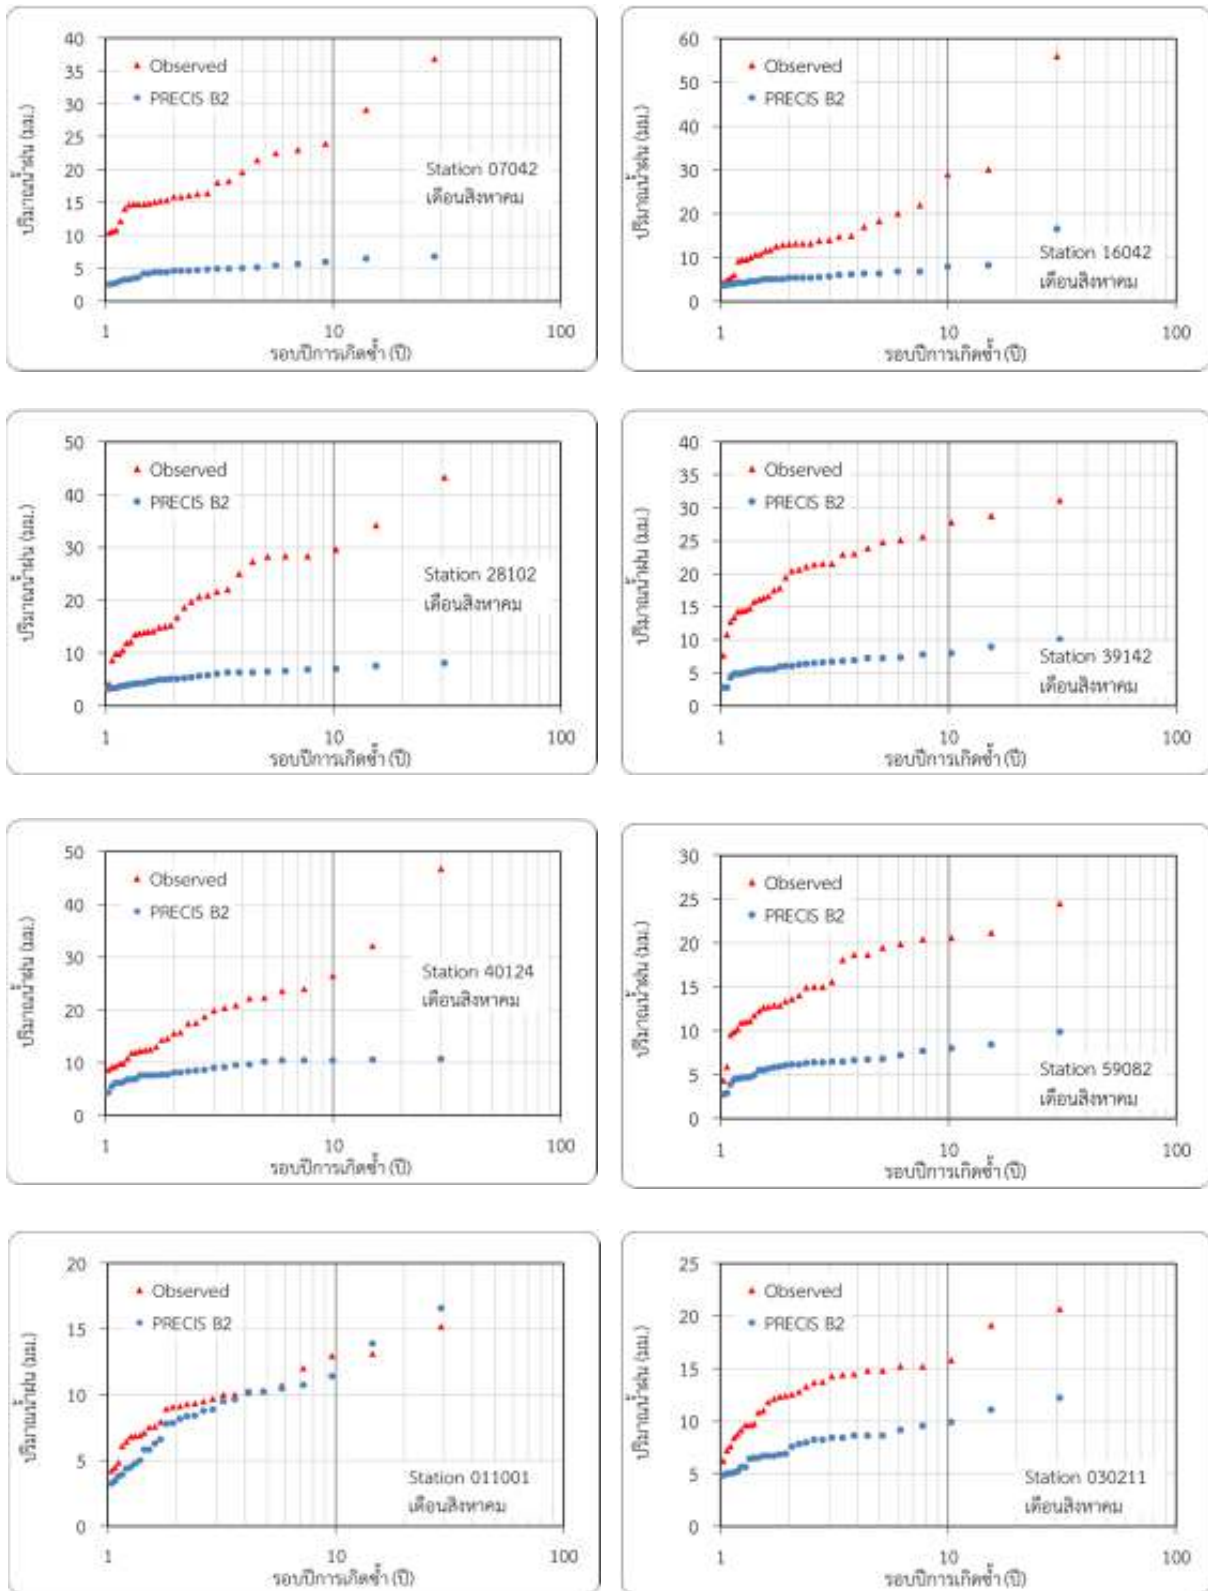 40
35
30
25
20
15
10
5
0
ปริมาณน้ำฝน (มม.)
Observed
PRECIS B2
Station 07042
เดือนสิงหาคม
1 10 100
รอบปีการเกิดซ้ำ (ปี)
60
50
40
30
20
10
0
ปริมาณน้ำฝน (มม.)
Observed
PRECIS B2
Station 16042
เดือนสิงหาคม
1 10 100
รอบปีการเกิดซ้ำ (ปี)
50
40
30
20
10
0
ปริมาณน้ำฝน (มม.)
Observed
PRECIS B2
Station 28102
เดือนสิงหาคม
1 10 100
รอบปีการเกิดซ้ำ (ปี)
40
35
30
25
20
15
10
5
0
ปริมาณน้ำฝน (มม.)
Observed
PRECIS B2
Station 39142
เดือนสิงหาคม
1 10 100
รอบปีการเกิดซ้ำ (ปี)
50
40
30
20
10
0
ปริมาณน้ำฝน (มม.)
Observed
PRECIS B2
Station 40124
เดือนสิงหาคม
1 10 100
รอบปีการเกิดซ้ำ (ปี)
30
25
20
15
10
5
0
ปริมาณน้ำฝน (มม.)
Observed
PRECIS B2
Station 59082
เดือนสิงหาคม
1 10 100
รอบปีการเกิดซ้ำ (ปี)
20
15
10
5
0
ปริมาณน้ำฝน (มม.)
Observed
PRECIS B2
Station 011001
เดือนสิงหาคม
1 10 100
รอบปีการเกิดซ้ำ (ปี)
25
20
15
10
5
0
ปริมาณน้ำฝน (มม.)
Observed
PRECIS B2
Station 030211
เดือนสิงหาคม
1 10 100
รอบปีการเกิดซ้ำ (ปี)